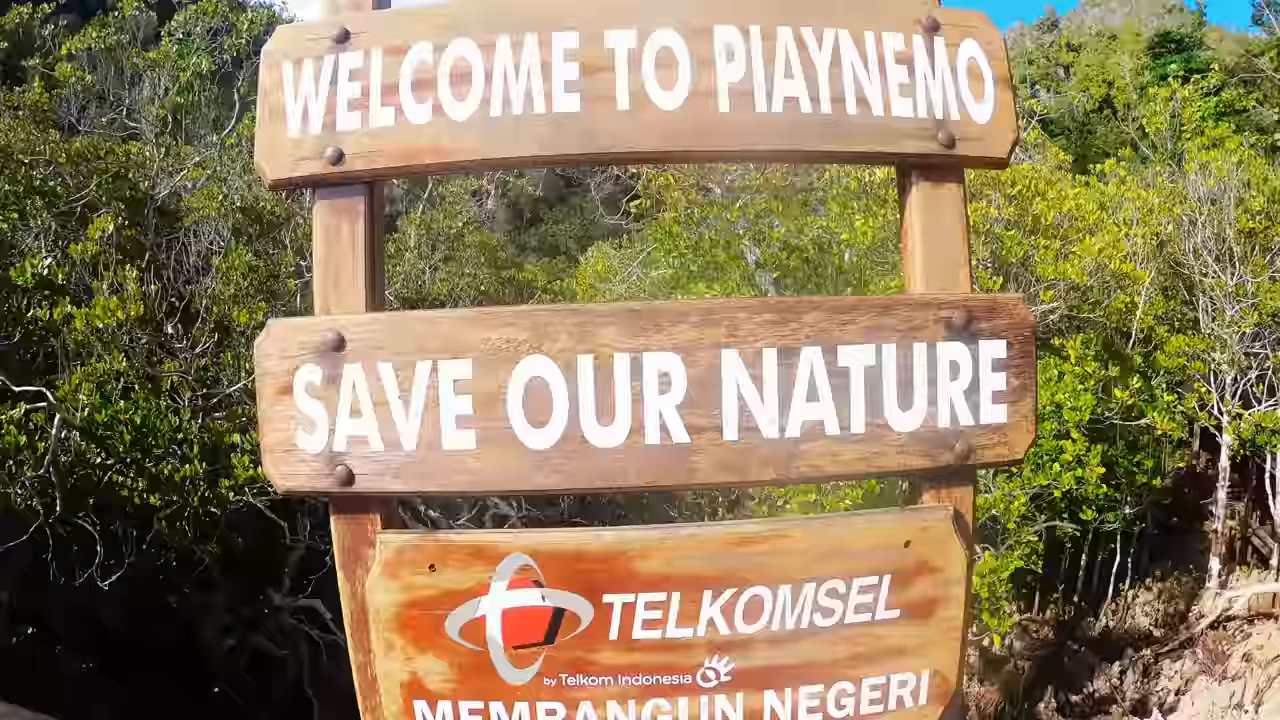 WELCOME TO PIAYNEMO
SAVE OUR NATURE
TELKOMSEL
by Telkom Indonesia
MEMBANGUN NEGERI